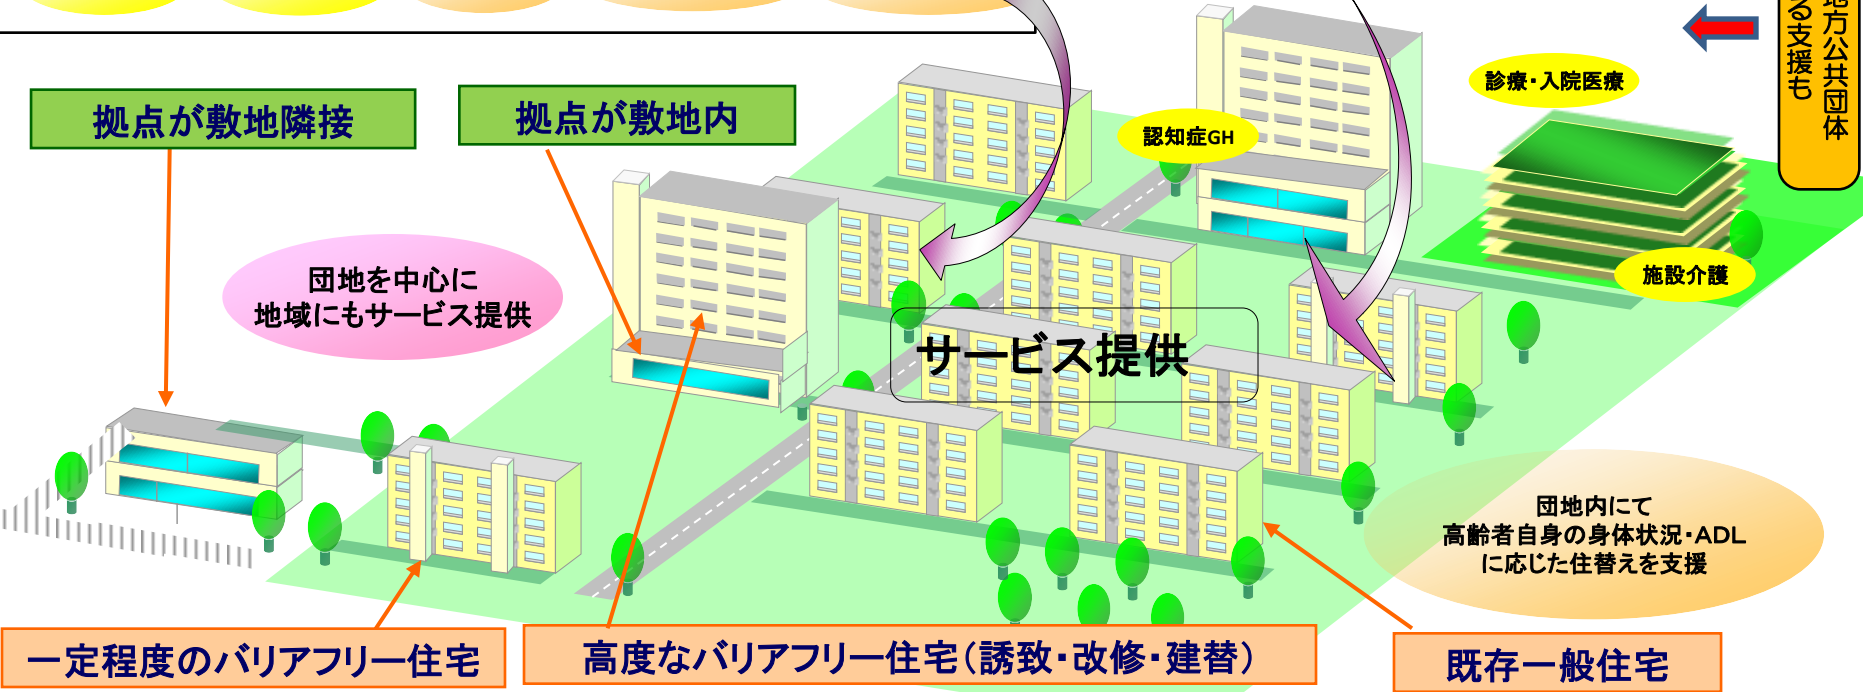 地方公共団体
る支援も
診療・入院医療
拠点が敷地隣接
拠点が敷地内
認知症GH
団地を中心に
地域にもサービス提供
施設介護
サービス提供
団地内にて
高齢者自身の身体状況・ADL
に応じた住替えを支援
一定程度のバリアフリー住宅
高度なバリアフリー住宅（誘致・改修・建替）
既存一般住宅